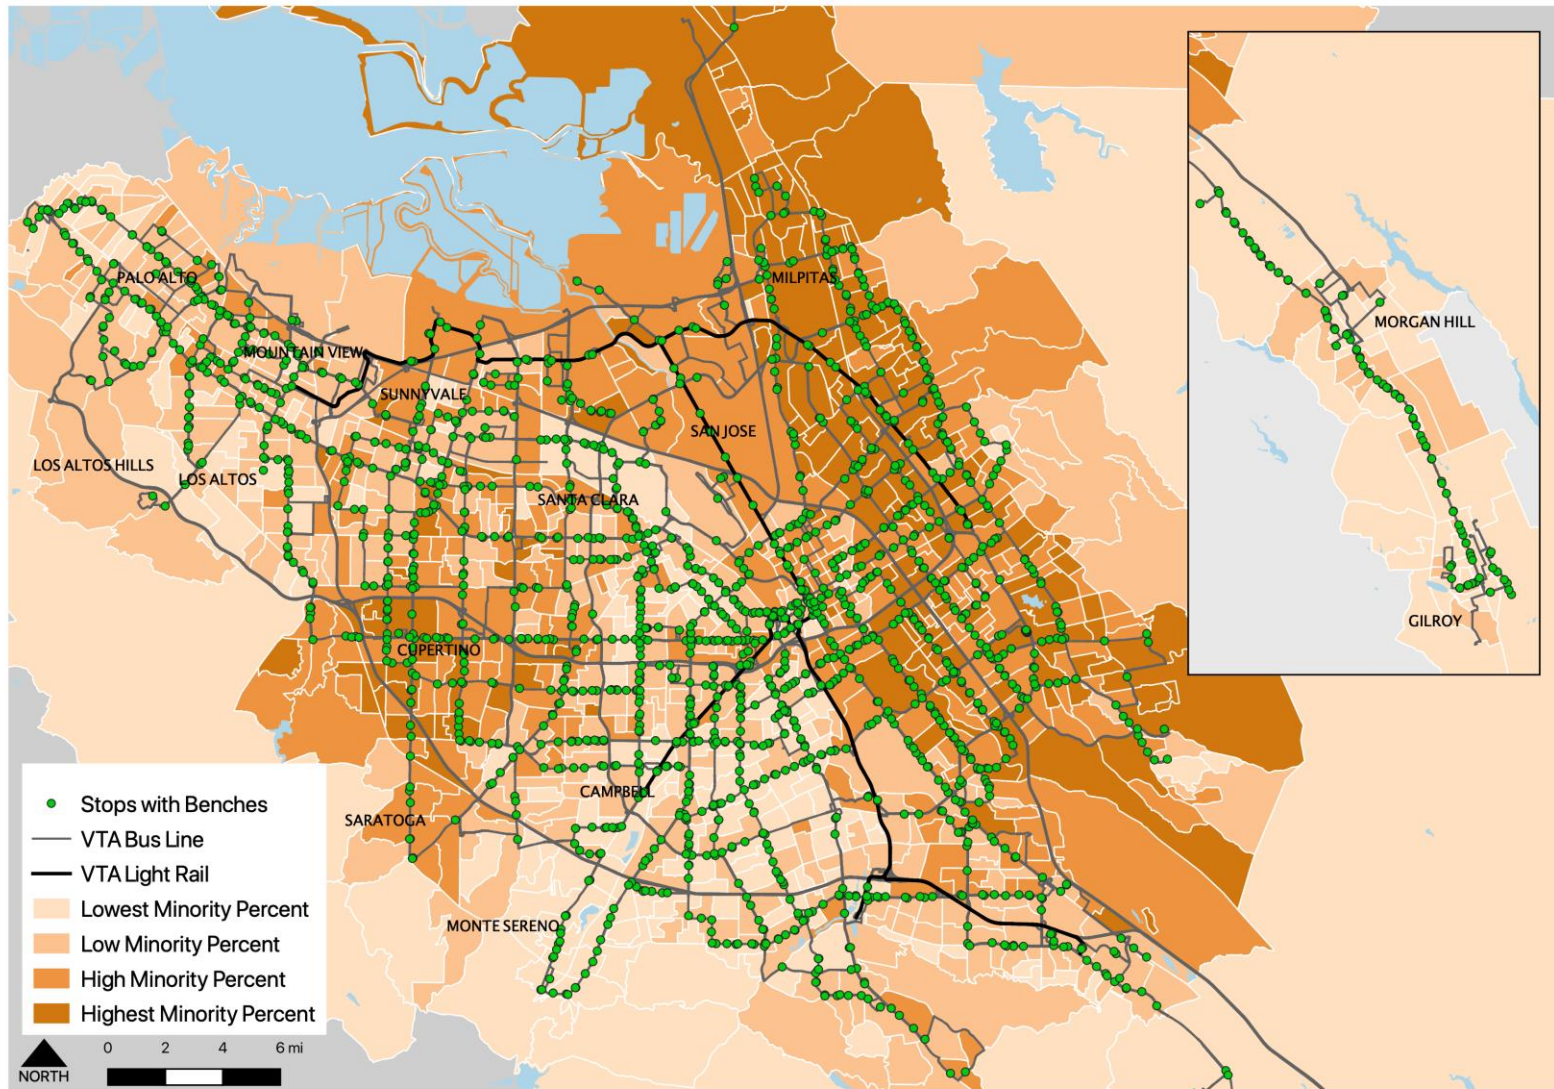 PALO ALTO
MILPITAS
MORGAN HILL
MOUNTAIN VIEW
SUNNYVALE
SAN JOSE
LOS ALTOS HILLS
LOS ALTOS
SANTA CLARA
GILROY
CUPERTINO
CAMPBELL
SARATOGA
MONTE SERENO
Stops with Benches
VTA Bus Line
VTA Light Rail
Lowest Minority Percent
Low Minority Percent
High Minority Percent
Highest Minority Percent
0 2 4 6 mi
NORTH